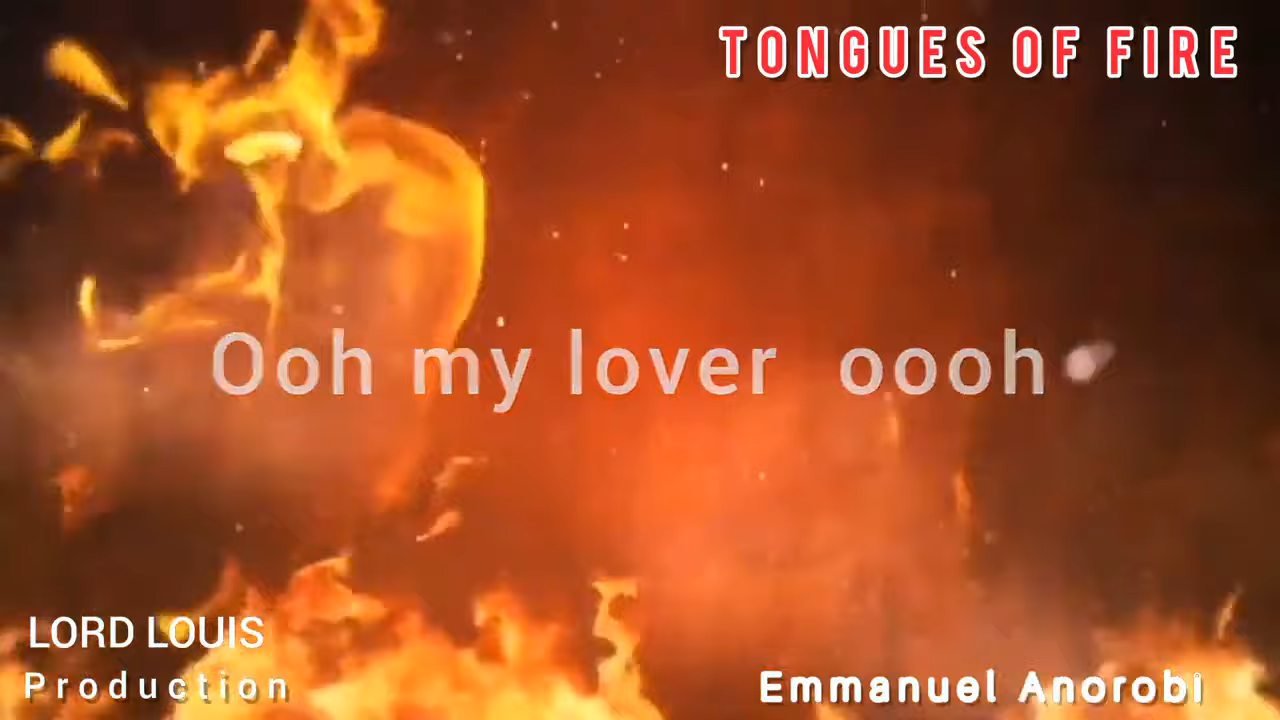 TONGUES OF FIRE
Ooh my lover oooh
LORD LOUIS
Production
Emmanuel Anorobi